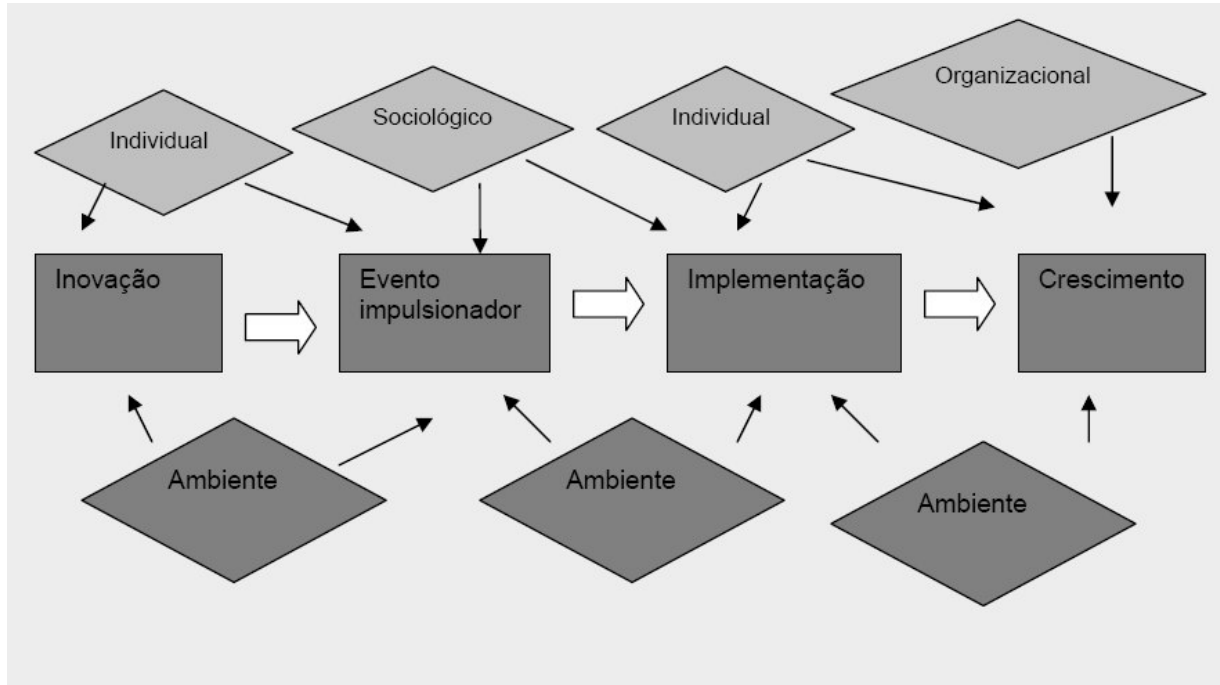 Organizacional
Sociológico
Individual
Individual
Inovação
Evento
impulsionador
Implementação
Crescimento
Ambiente
Ambiente
Ambiente